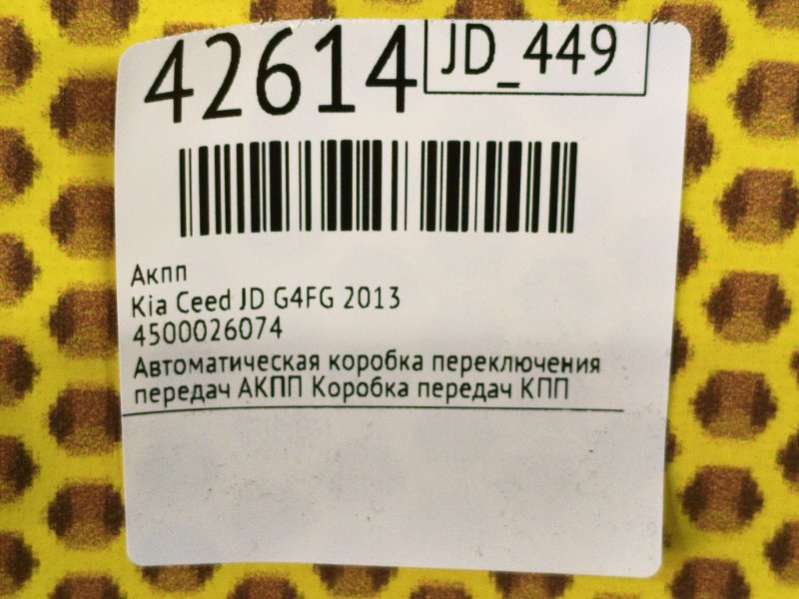 42614
JD_449
Акпп
Kia Ceed JD G4FG 2013
4500026074
Автоматическая коробка переключения
передач АКПП Коробка передач КПП